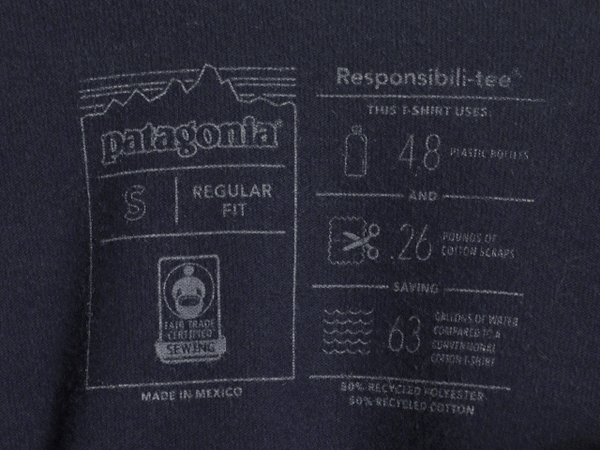 patagonia
S
REGULAR
FIT
FAIR TRADE
CERTIFIED
SEWING
MADE IN MEXICO
Responsibili-tee
THIS T-SHIRT USES:
4.8 PLASTIC BOTTLES
AND
.26 POUNDS OF
COTTON SCRAPS
SAVING
63 GALLONS OF WATER
COMPARED TO A
CONVENTIONAL
COTTON T-SHIRT
50% RECYCLED POLYESTER
50% RECYCLED COTTON